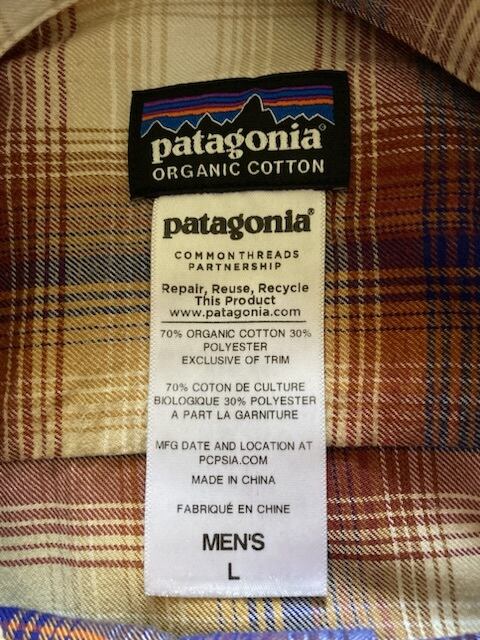 patagonia®
ORGANIC COTTON
patagonia®
COMMON THREADS
PARTNERSHIP
Repair, Reuse, Recycle
This Product
www.patagonia.com
70% ORGANIC COTTON 30%
POLYESTER
EXCLUSIVE OF TRIM
70% COTON DE CULTURE
BIOLOGIQUE 30% POLYESTER
A PART LA GARNITURE
MFG DATE AND LOCATION AT
PCPSIA.COM
MADE IN CHINA
FABRIQUÉ EN CHINE
MEN'S
L